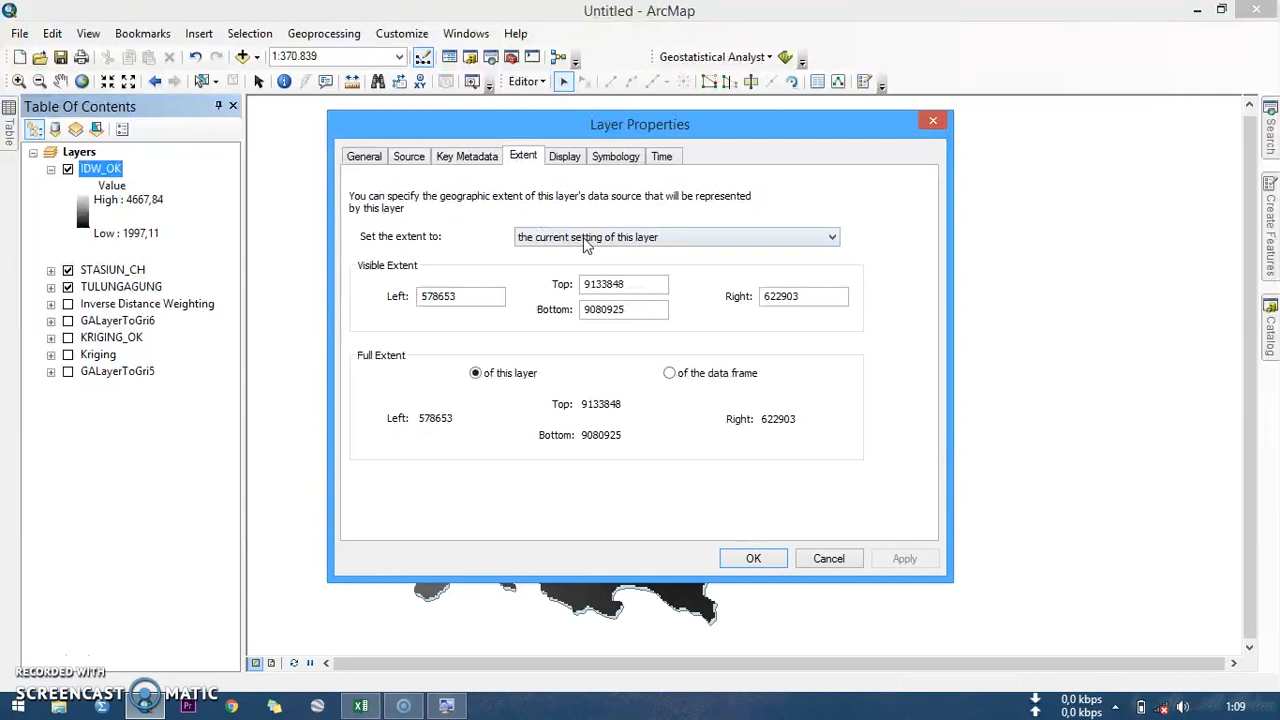 Untitled - ArcMap
File Edit View Bookmarks Insert Selection Geoprocessing Customize Windows Help
1:370.839
Geostatistical Analyst
Editor
Table Of Contents
Table
Layers
IDW_OK
Value
High : 4667,84
Low : 1997,11
STASIUN_CH
TULUNGAGUNG
Inverse Distance Weighting
GALayerToGri6
KRIGING_OK
Kriging
GALayerToGri5
Layer Properties
General Source Key Metadata Extent Display Symbology Time
You can specify the geographic extent of this layer's data source that will be represented
by this layer
Set the extent to: the current setting of this layer
Visible Extent
Top: 9133848
Left: 578653 Right: 622903
Bottom: 9080925
Full Extent
of this layer of the data frame
Top: 9133848
Left: 578653 Right: 622903
Bottom: 9080925
OK Cancel Apply
Search
Create Features
Catalog
RECORDED WITH
SCREENCAST MATIC
Pr
0,0 kbps
0,0 kbps
1:09